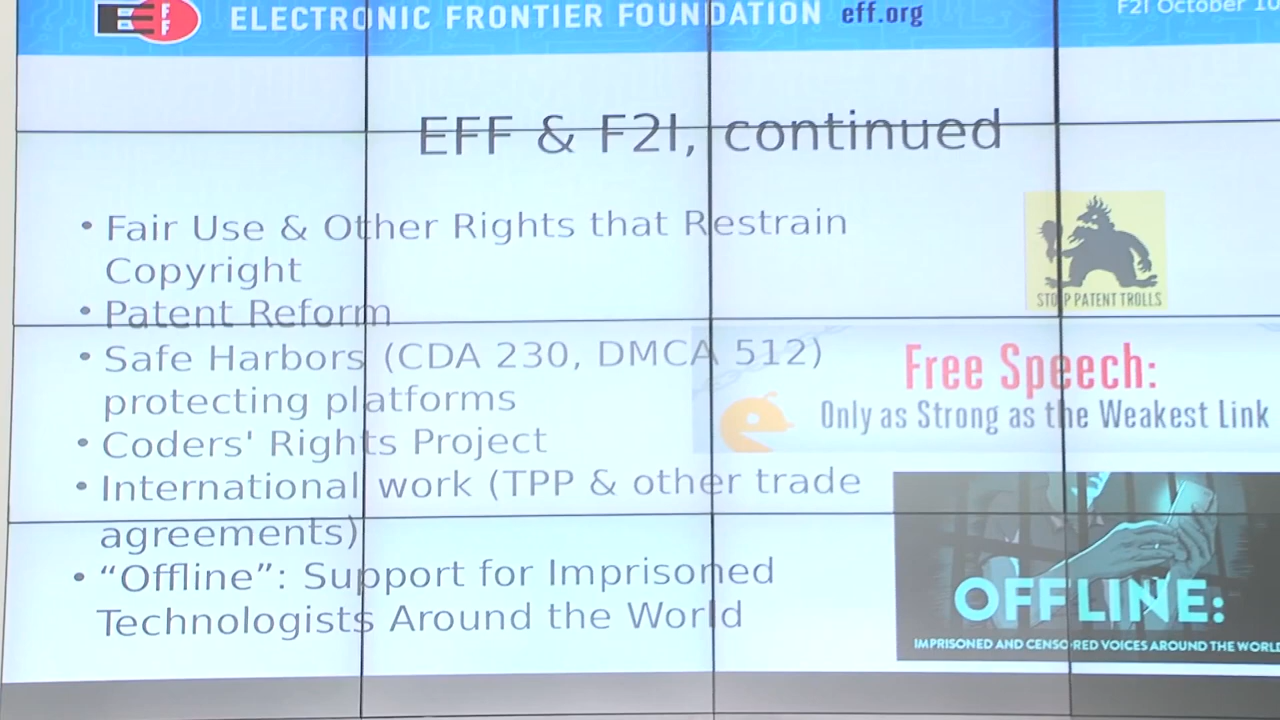 EFF
ELECTRONIC FRONTIER FOUNDATION eff.org
F2I October 10
EFF & F2I, continued
• Fair Use & Other Rights that Restrain
Copyright
• Patent Reform
• Safe Harbors (CDA 230, DMCA 512)
protecting platforms
• Coders' Rights Project
• International work (TPP & other trade
agreements)
• “Offline”: Support for Imprisoned
Technologists Around the World
STOP PATENT TROLLS
Free Speech:
Only as Strong as the Weakest Link
OFFLINE:
IMPRISONED AND CENSORED VOICES AROUND THE WORLD